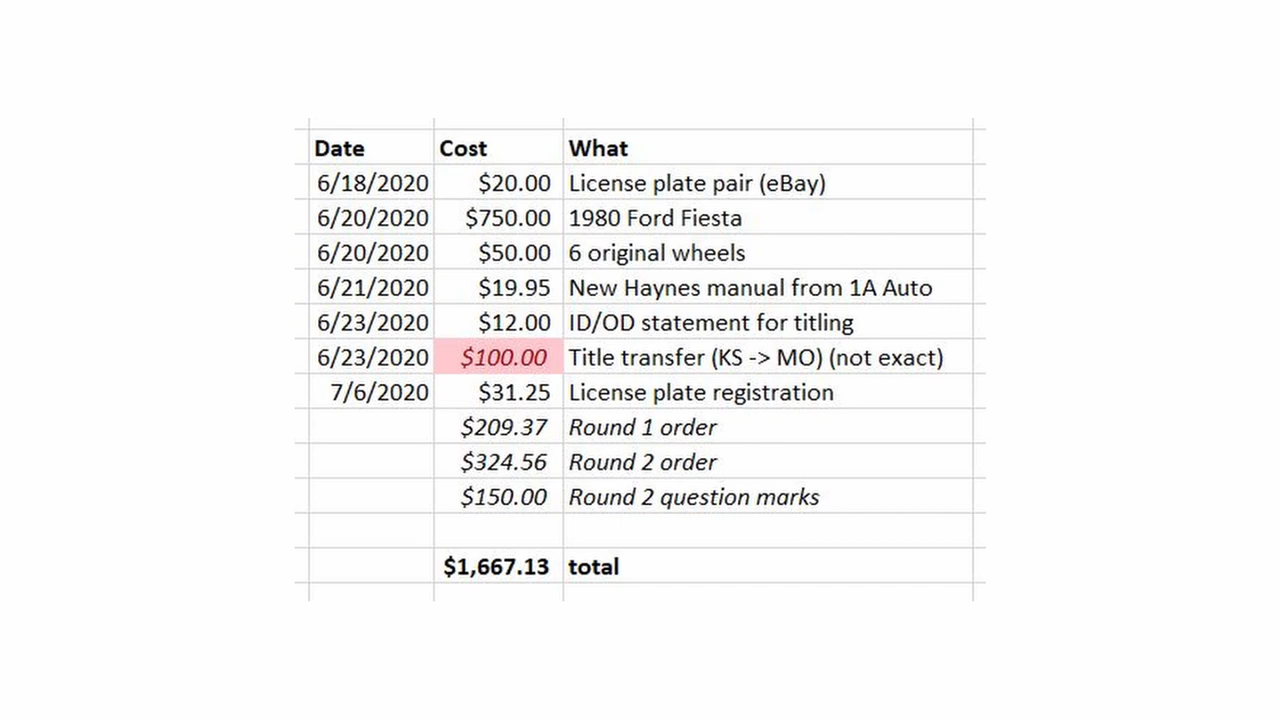 Date Cost What
6/18/2020 $20.00 License plate pair (eBay)
6/20/2020 $750.00 1980 Ford Fiesta
6/20/2020 $50.00 6 original wheels
6/21/2020 $19.95 New Haynes manual from 1A Auto
6/23/2020 $12.00 ID/OD statement for titling
6/23/2020 $100.00 Title transfer (KS -> MO) (not exact)
7/6/2020 $31.25 License plate registration
$209.37 Round 1 order
$324.56 Round 2 order
$150.00 Round 2 question marks
$1,667.13 total